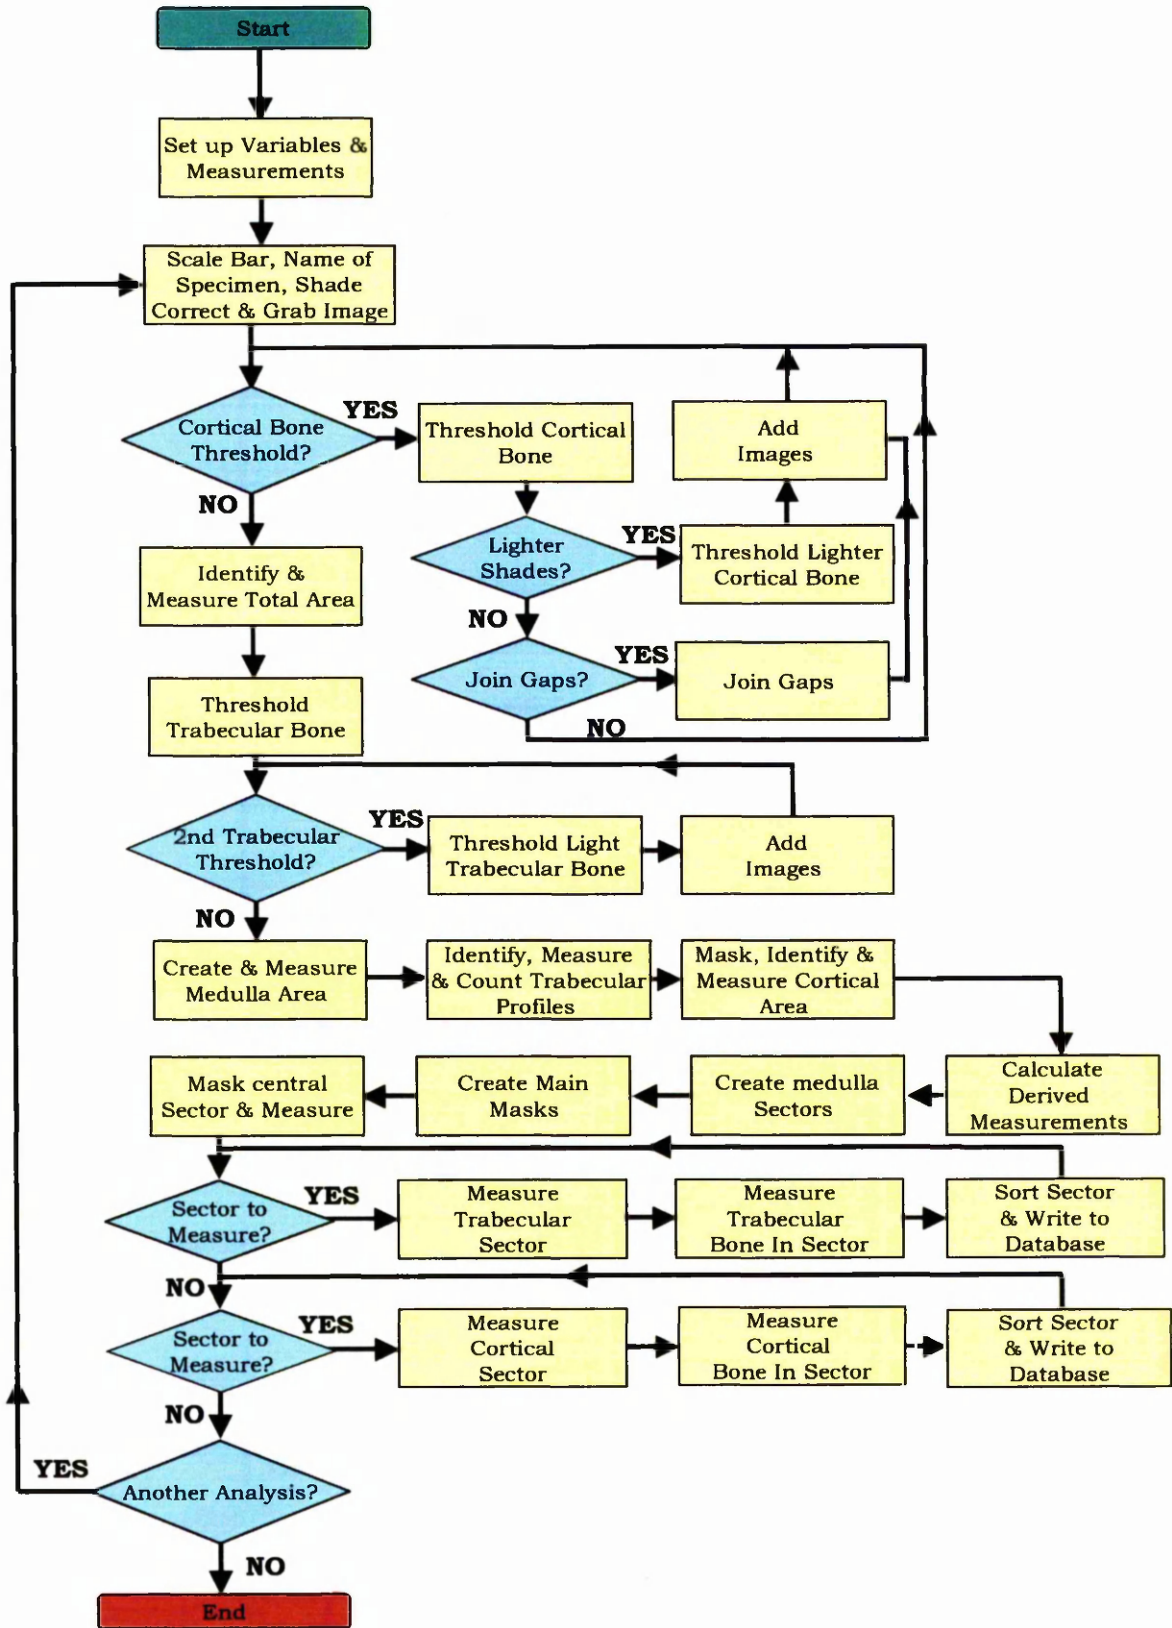 Start
Set up Variables &
Measurements
Scale Bar, Name of
Specimen, Shade
Correct & Grab Image
Cortical Bone
Threshold?
YES
Threshold Cortical
Bone
Add
Images
NO
Lighter
Shades?
YES
Threshold Lighter
Cortical Bone
Identify &
Measure Total Area
NO
Join Gaps?
YES
Join Gaps
NO
Threshold
Trabecular Bone
2nd Trabecular
Threshold?
YES
Threshold Light
Trabecular Bone
Add
Images
NO
Create & Measure
Medulla Area
Identify, Measure
& Count Trabecular
Profiles
Mask, Identify &
Measure Cortical
Area
Calculate
Derived
Measurements
Create medulla
Sectors
Create Main
Masks
Mask central
Sector & Measure
Sector to
Measure?
YES
Measure
Trabecular
Sector
Measure
Trabecular
Bone In Sector
Sort Sector
& Write to
Database
NO
Sector to
Measure?
YES
Measure
Cortical
Sector
Measure
Cortical
Bone In Sector
Sort Sector
& Write to
Database
NO
Another Analysis?
YES
NO
End